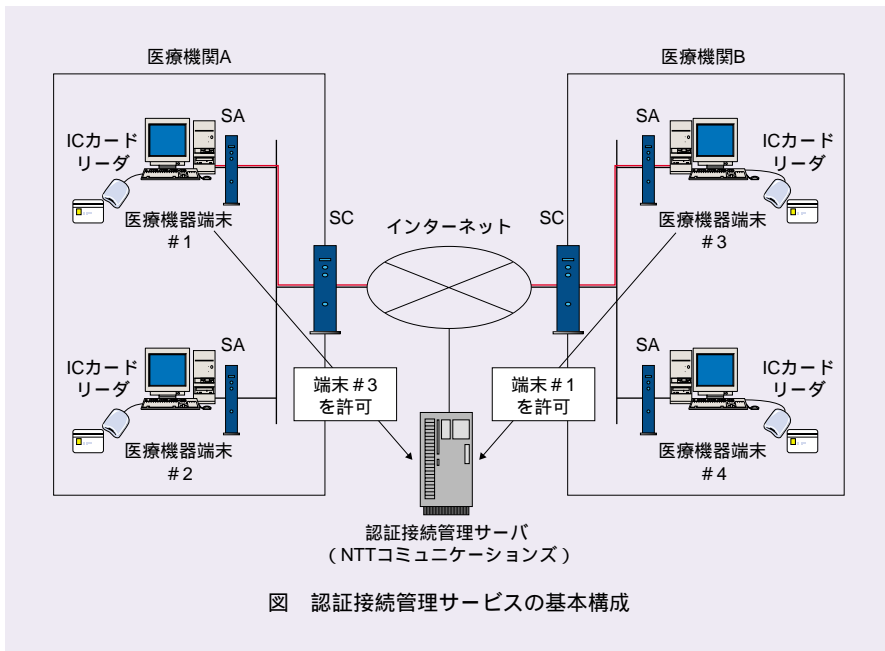 医療機関A
医療機関B
SA
ICカード
リーダ
医療機器端末
#1
SC
インターネット
SC
SA
ICカード
リーダ
医療機器端末
#3
SA
ICカード
リーダ
医療機器端末
#2
端末#3
を許可
端末#1
を許可
SA
ICカード
リーダ
医療機器端末
#4
認証接続管理サーバ
(NTTコミュニケーションズ)
図 認証接続管理サービスの基本構成